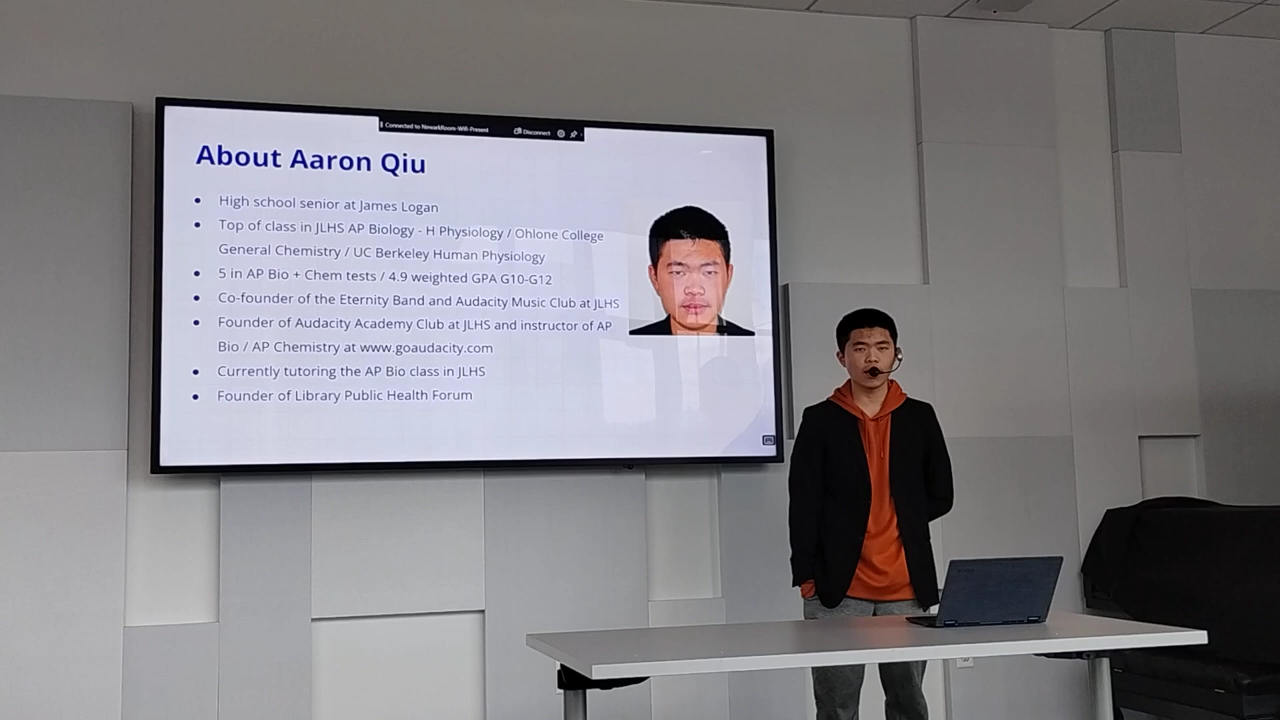 Connected to NewarkRoom-Wifi-Present Disconnect
About Aaron Qiu
• High school senior at James Logan
• Top of class in JLHS AP Biology - H Physiology / Ohlone College
General Chemistry / UC Berkeley Human Physiology
• 5 in AP Bio + Chem tests / 4.9 weighted GPA G10-G12
• Co-founder of the Eternity Band and Audacity Music Club at JLHS
• Founder of Audacity Academy Club at JLHS and instructor of AP
Bio / AP Chemistry at www.goaudacity.com
• Currently tutoring the AP Bio class in JLHS
• Founder of Library Public Health Forum